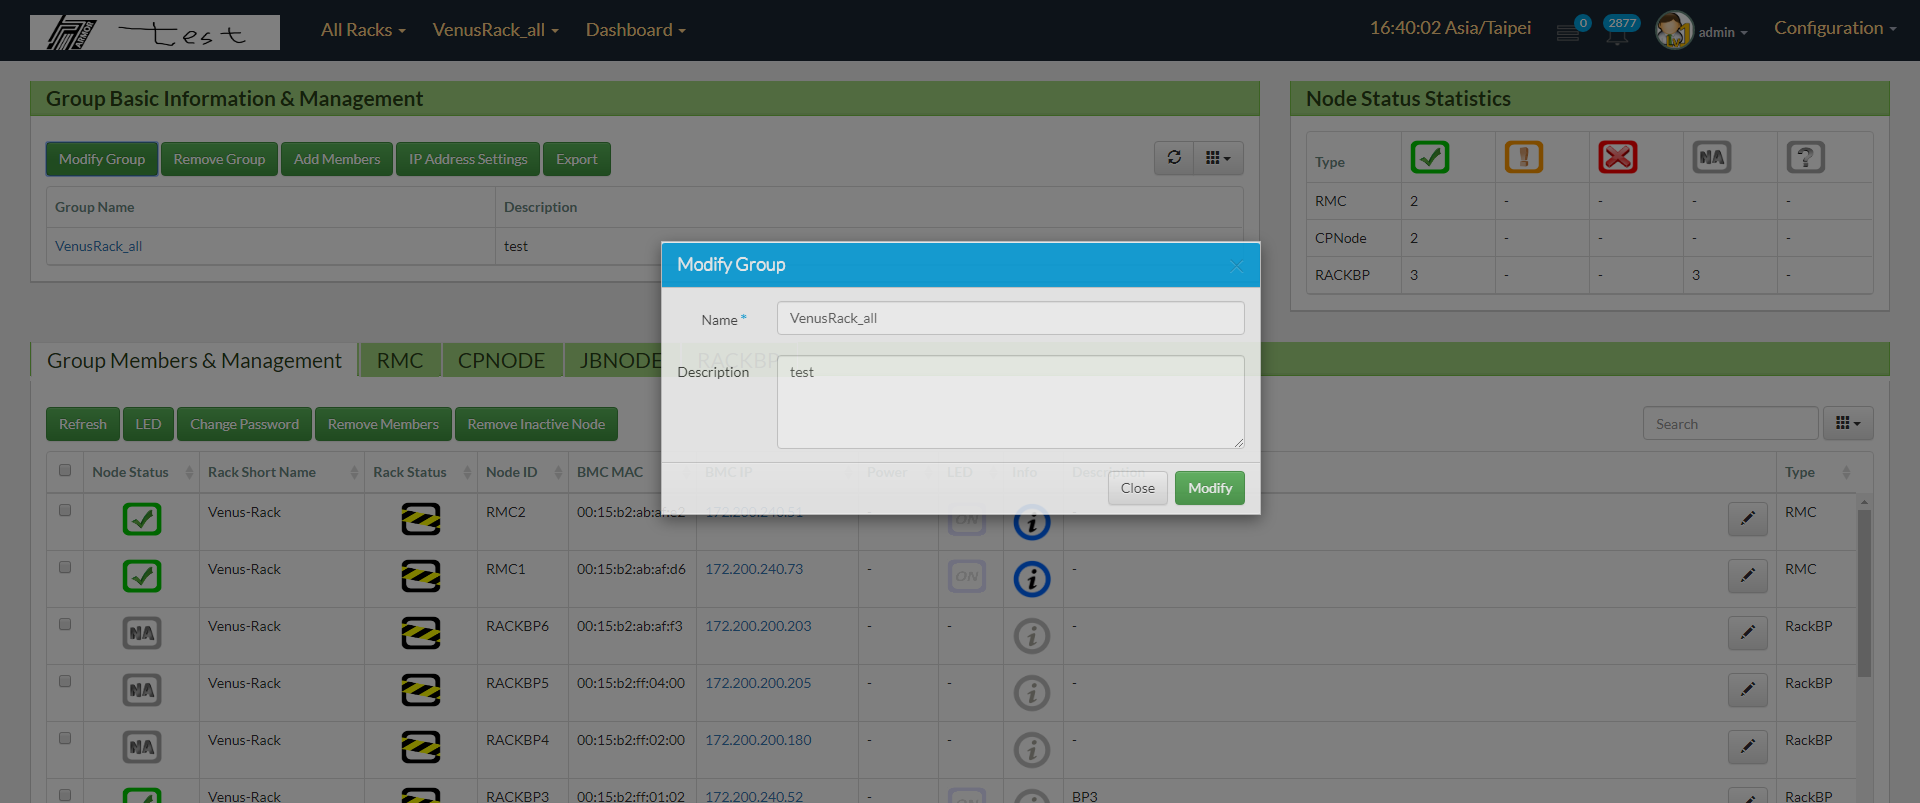 ARMOR test All Racks VenusRack_all Dashboard 16:40:02 Asia/Taipei 0 2877 admin Configuration
Group Basic Information & Management
Node Status Statistics
Modify Group Remove Group Add Members IP Address Settings Export
Type NA ?
Group Name Description
RMC 2 - - - -
VenusRack_all test
CPNode 2 - - - -
RACKBP 3 - - 3 -
Modify Group ×
Name * VenusRack_all
Description test
Close Modify
Group Members & Management RMC CPNODE JBNODE RACKBP
Refresh LED Change Password Remove Members Remove Inactive Node Search
Node Status Rack Short Name Rack Status Node ID BMC MAC BMC IP Power LED Info Description Type
Venus-Rack RMC2 00:15:b2:ab:af:e2 172.200.240.51 - ON i - RMC
Venus-Rack RMC1 00:15:b2:ab:af:d6 172.200.240.73 - ON i - RMC
NA Venus-Rack RACKBP6 00:15:b2:ab:af:f3 172.200.200.203 - - i - RackBP
NA Venus-Rack RACKBP5 00:15:b2:ff:04:00 172.200.200.205 - - i - RackBP
NA Venus-Rack RACKBP4 00:15:b2:ff:02:00 172.200.200.180 - - i - RackBP
Venus-Rack RACKBP3 00:15:b2:ff:01:02 172.200.240.52 - ON i BP3 RackBP